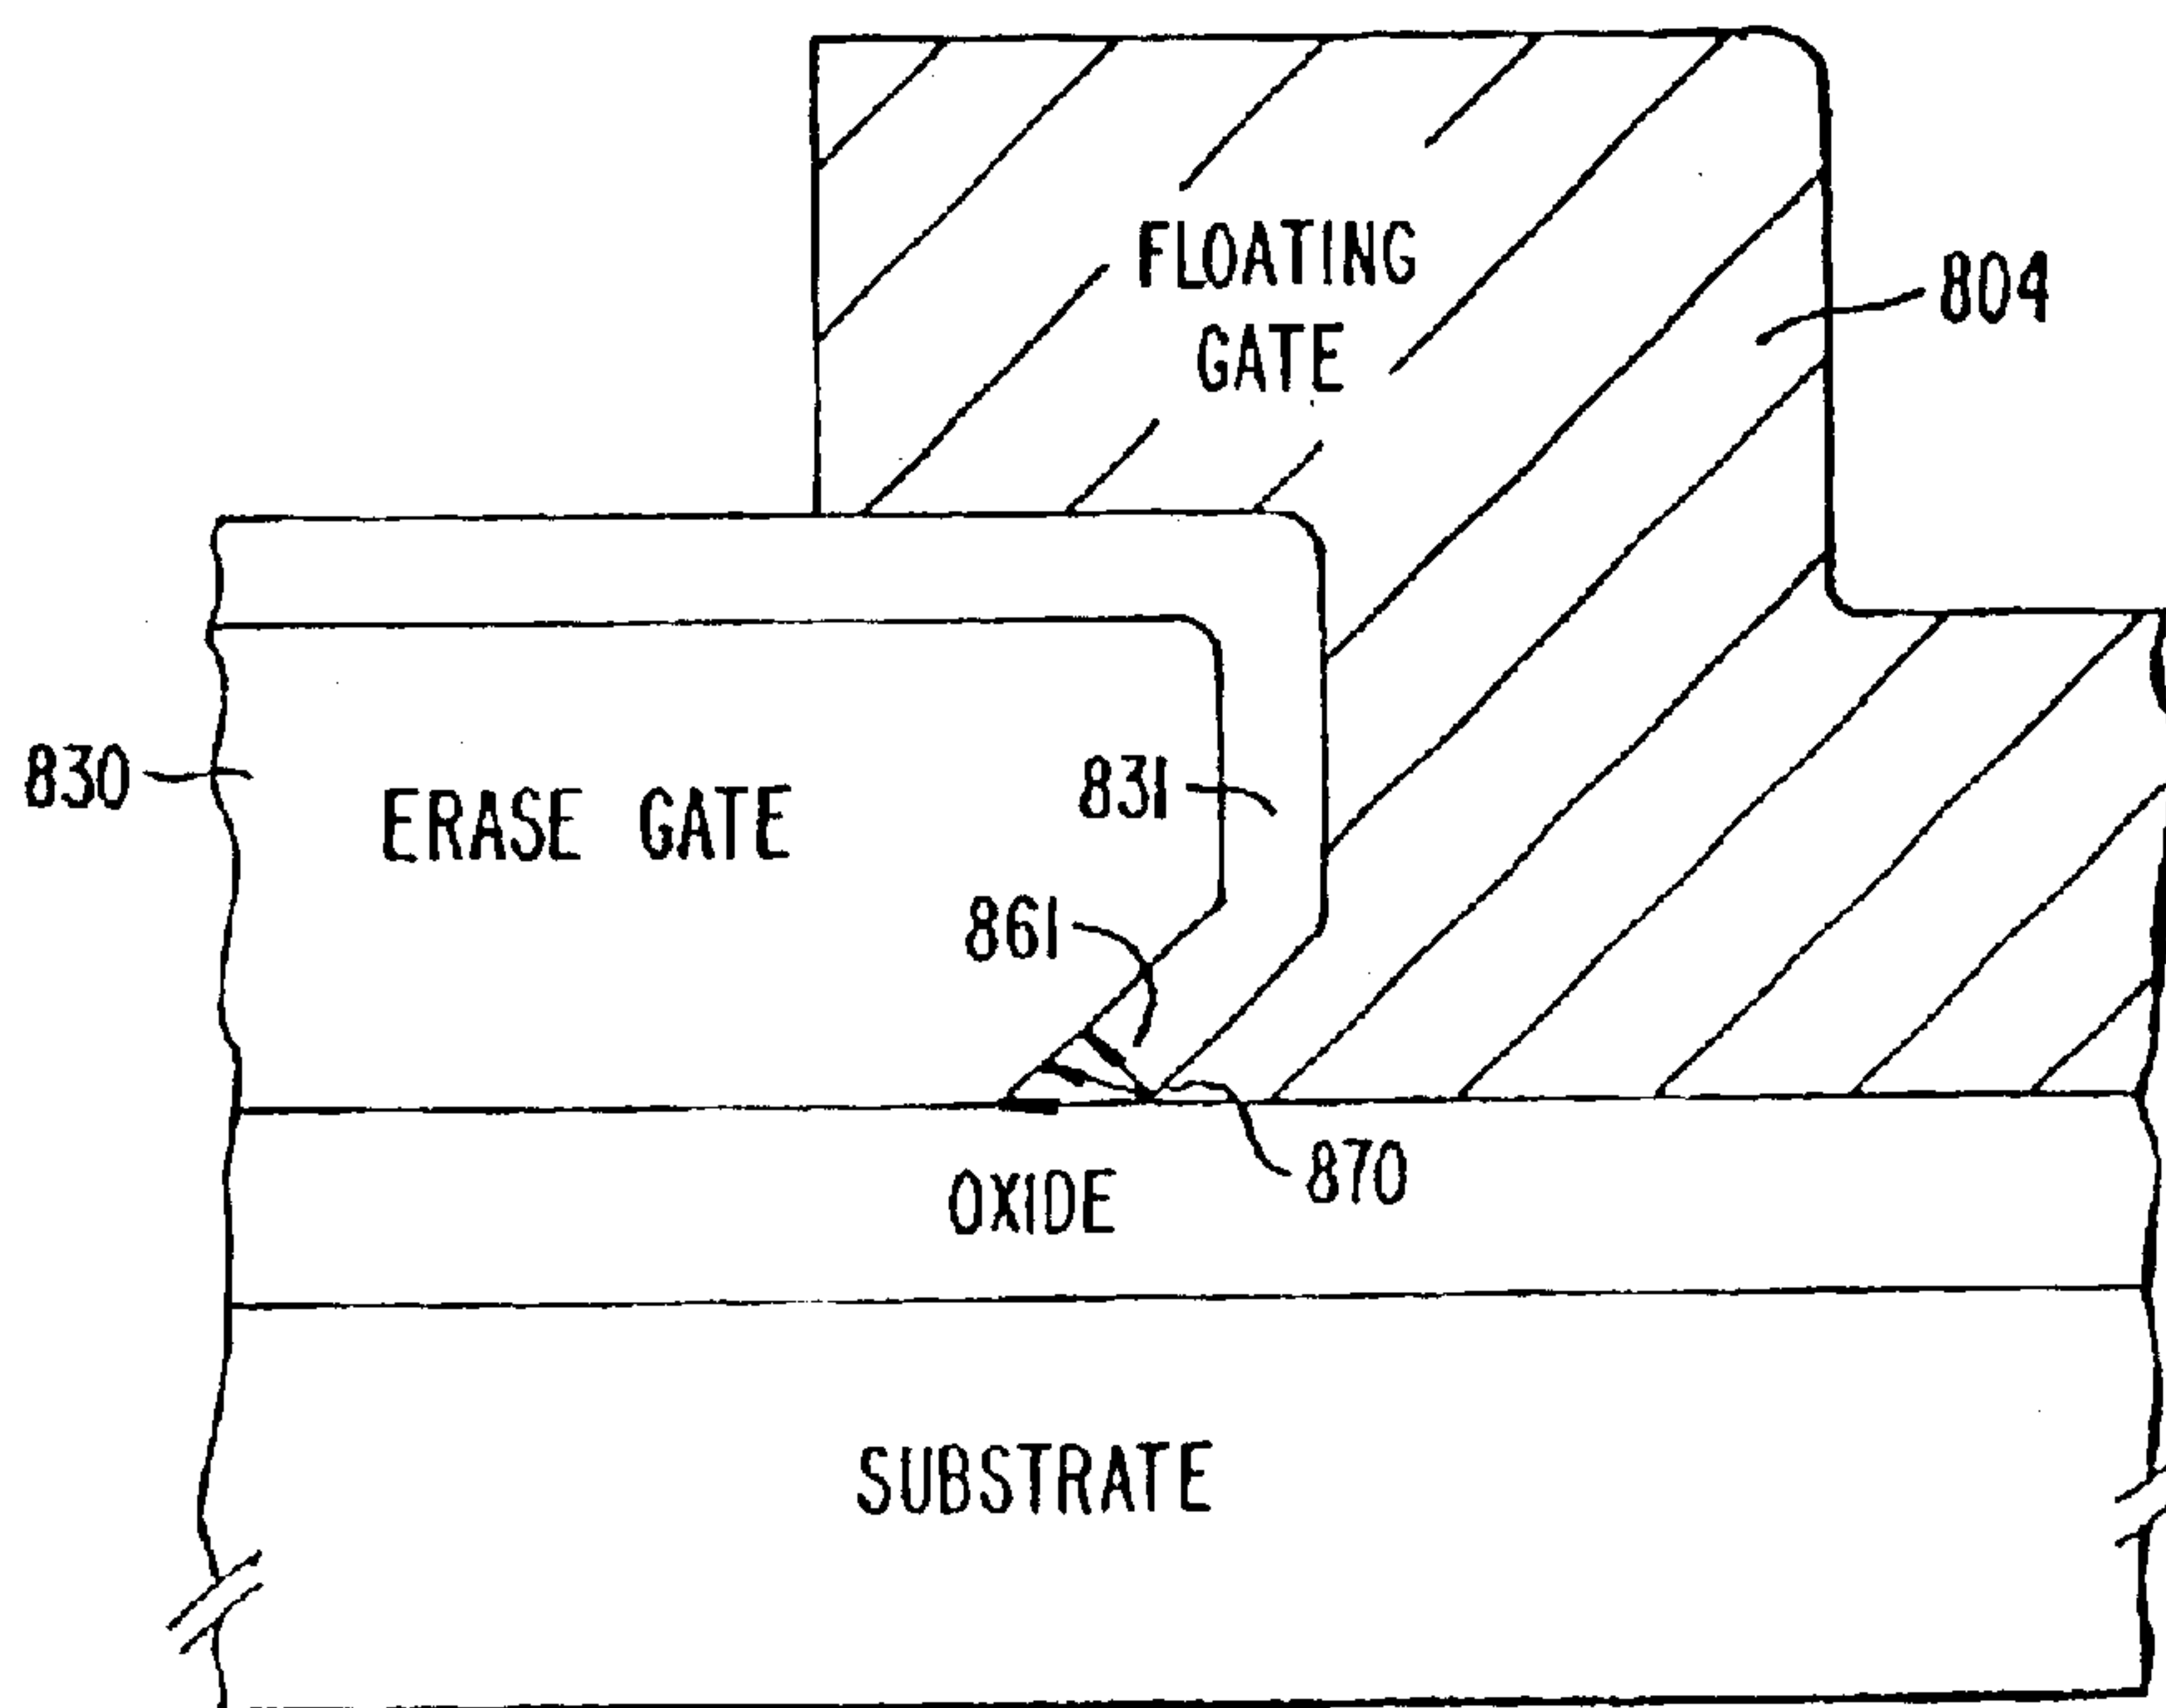 FLOATING
GATE
804
830
ERASE GATE
831
861
870
OXIDE
SUBSTRATE